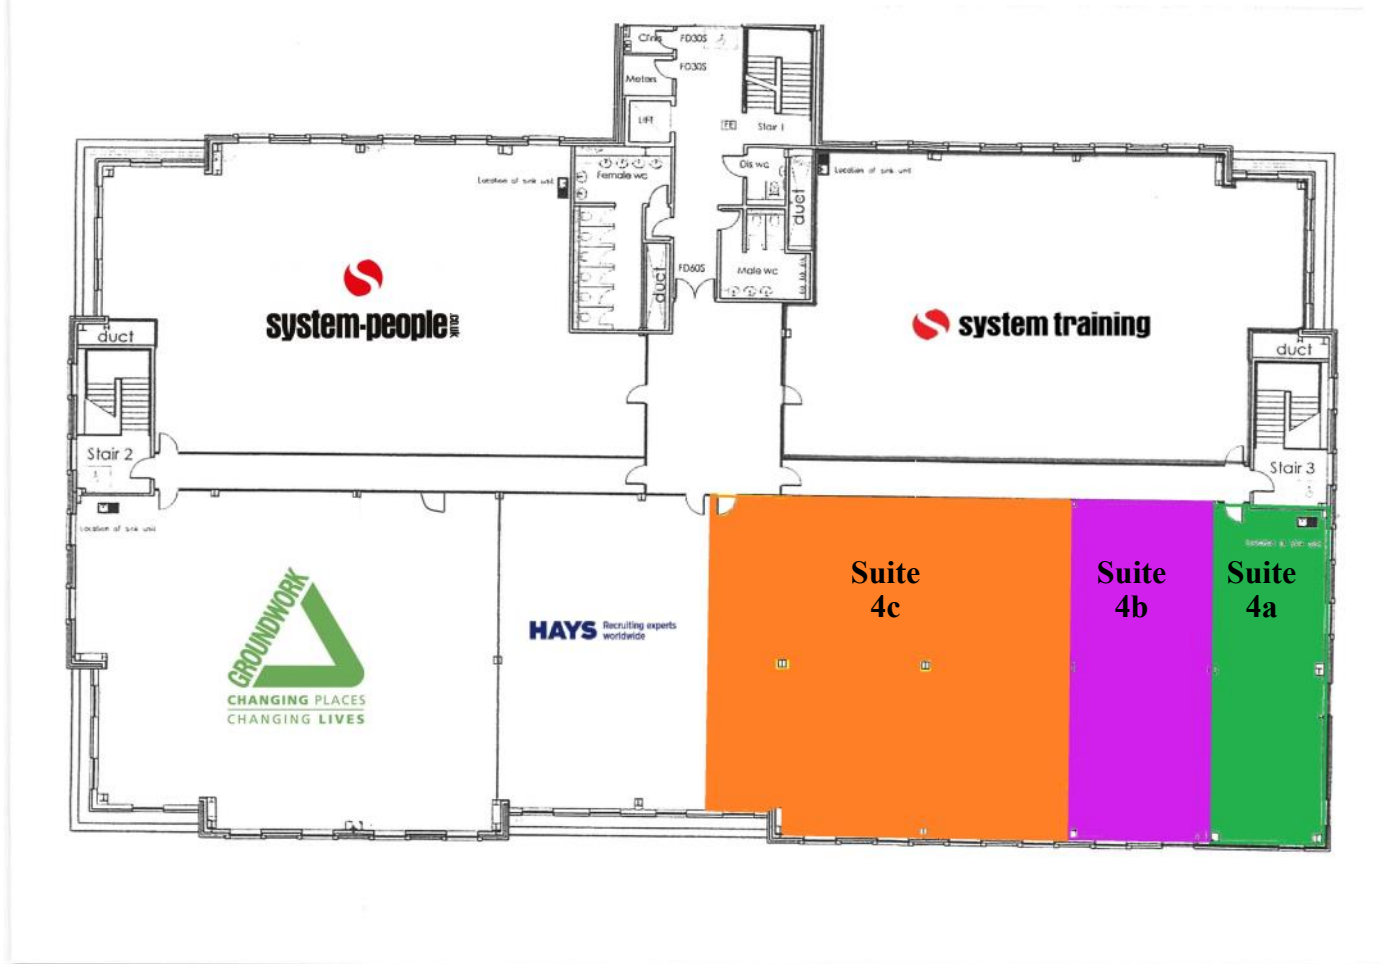 Clnrs
FD30S
FD30S
Meters
LIFT
FE
Stair 1
Female wc
Dis.wc
duct
Location of sink unit
Location of sink unit
system-people
.co.uk
duct
FD60S
Male wc
system training
duct
duct
Stair 2
Stair 3
Location of sink unit
Suite
4c
Suite
4b
Suite
4a
GROUNDWORK
CHANGING PLACES
CHANGING LIVES
HAYS Recruiting experts
worldwide